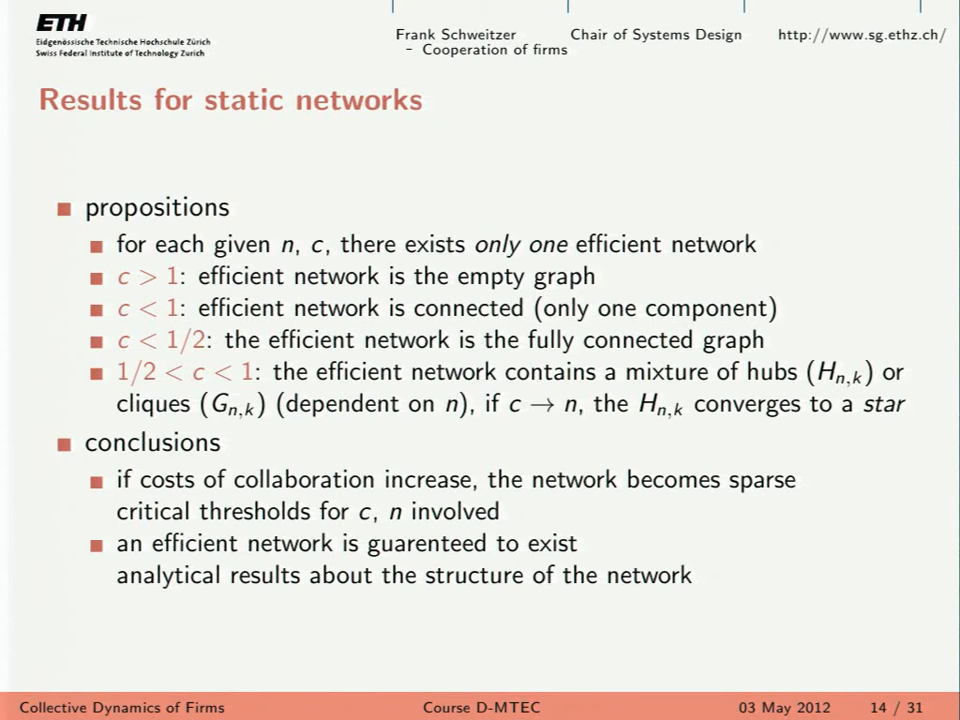 ETH
Eidgenössische Technische Hochschule Zürich
Swiss Federal Institute of Technology Zurich
Frank Schweitzer Chair of Systems Design http://www.sg.ethz.ch/
- Cooperation of firms
Results for static networks
propositions
for each given n, c, there exists only one efficient network
c > 1: efficient network is the empty graph
c < 1: efficient network is connected (only one component)
c < 1/2: the efficient network is the fully connected graph
1/2 < c < 1: the efficient network contains a mixture of hubs (Hn,k) or
cliques (Gn,k) (dependent on n), if c → n, the Hn,k converges to a star
conclusions
if costs of collaboration increase, the network becomes sparse
critical thresholds for c, n involved
an efficient network is guarenteed to exist
analytical results about the structure of the network
Collective Dynamics of Firms Course D-MTEC 03 May 2012 14 / 31